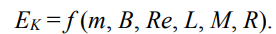 E_K = f(m, B, Re, L, M, R).